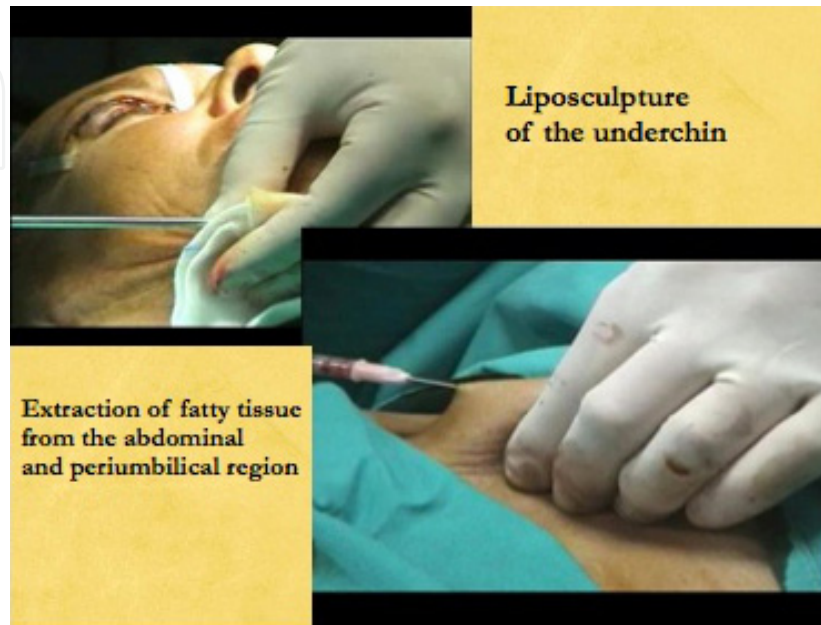 Liposculpture
of the underchin
Extraction of fatty tissue
from the abdominal
and periumbilical region